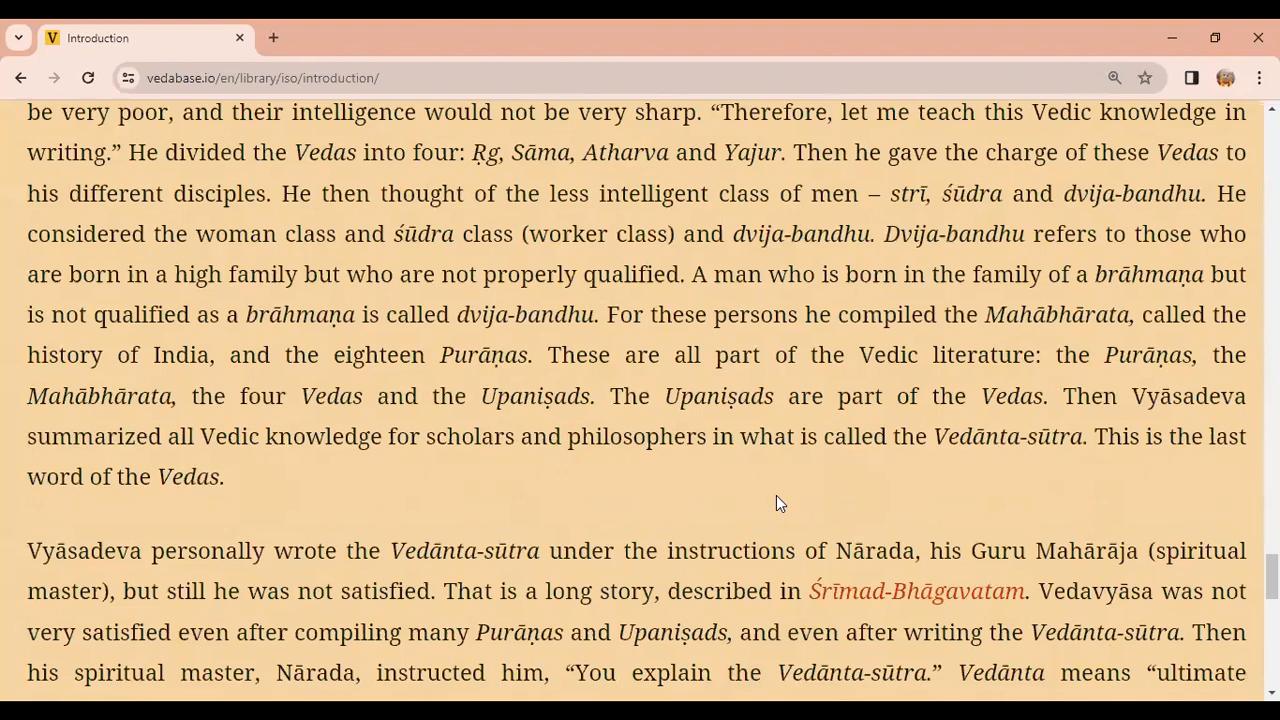 Introduction
vedabase.io/en/library/iso/introduction/
be very poor, and their intelligence would not be very sharp. “Therefore, let me teach this Vedic knowledge in
writing.” He divided the Vedas into four: Ṛg, Sāma, Atharva and Yajur. Then he gave the charge of these Vedas to
his different disciples. He then thought of the less intelligent class of men – strī, śūdra and dvija-bandhu. He
considered the woman class and śūdra class (worker class) and dvija-bandhu. Dvija-bandhu refers to those who
are born in a high family but who are not properly qualified. A man who is born in the family of a brāhmaṇa but
is not qualified as a brāhmaṇa is called dvija-bandhu. For these persons he compiled the Mahābhārata, called the
history of India, and the eighteen Purāṇas. These are all part of the Vedic literature: the Purāṇas, the
Mahābhārata, the four Vedas and the Upaniṣads. The Upaniṣads are part of the Vedas. Then Vyāsadeva
summarized all Vedic knowledge for scholars and philosophers in what is called the Vedānta-sūtra. This is the last
word of the Vedas.
Vyāsadeva personally wrote the Vedānta-sūtra under the instructions of Nārada, his Guru Mahārāja (spiritual
master), but still he was not satisfied. That is a long story, described in Śrīmad-Bhāgavatam. Vedavyāsa was not
very satisfied even after compiling many Purāṇas and Upaniṣads, and even after writing the Vedānta-sūtra. Then
his spiritual master, Nārada, instructed him, “You explain the Vedānta-sūtra.” Vedānta means “ultimate